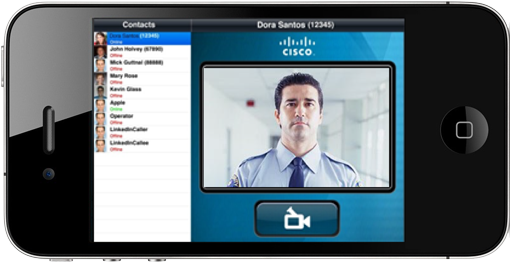 Contacts
Dora Santos (12345)
Dora Santos (12345)
Online
John Holvey (67890)
Offline
Mick Guttnel (88888)
Offline
Mary Rose
Offline
Kevin Glass
Offline
Apple
Online
Operator
Offline
LinkedInCaller
Offline
LinkedInCallee
Offline
CISCO